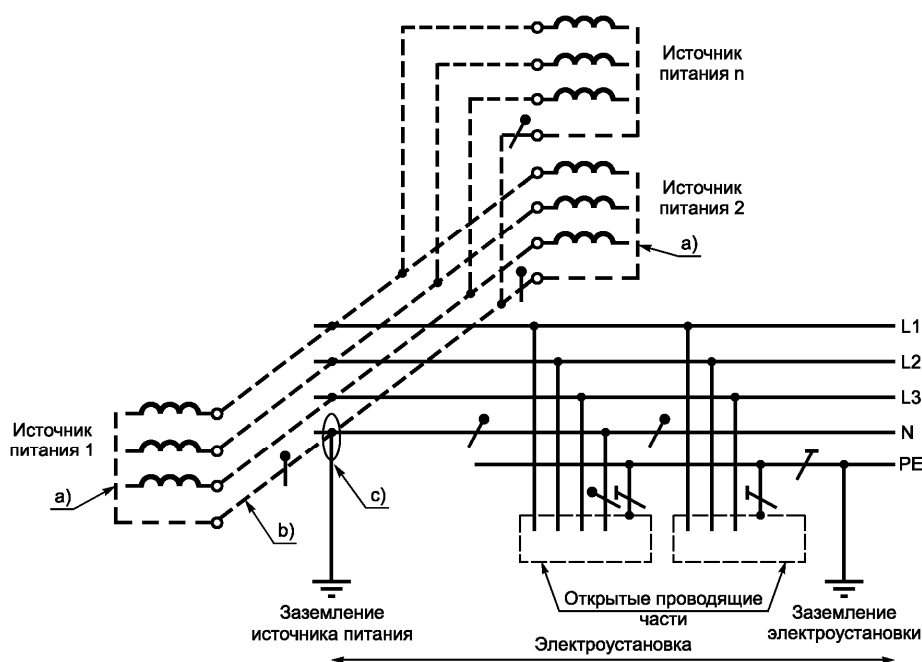 Источник
питания n
Источник
питания 2
a)
L1
L2
L3
N
PE
Источник
питания 1
a)
b)
c)
Заземление
источника питания
Открытые проводящие
части
Заземление
электроустановки
Электроустановка